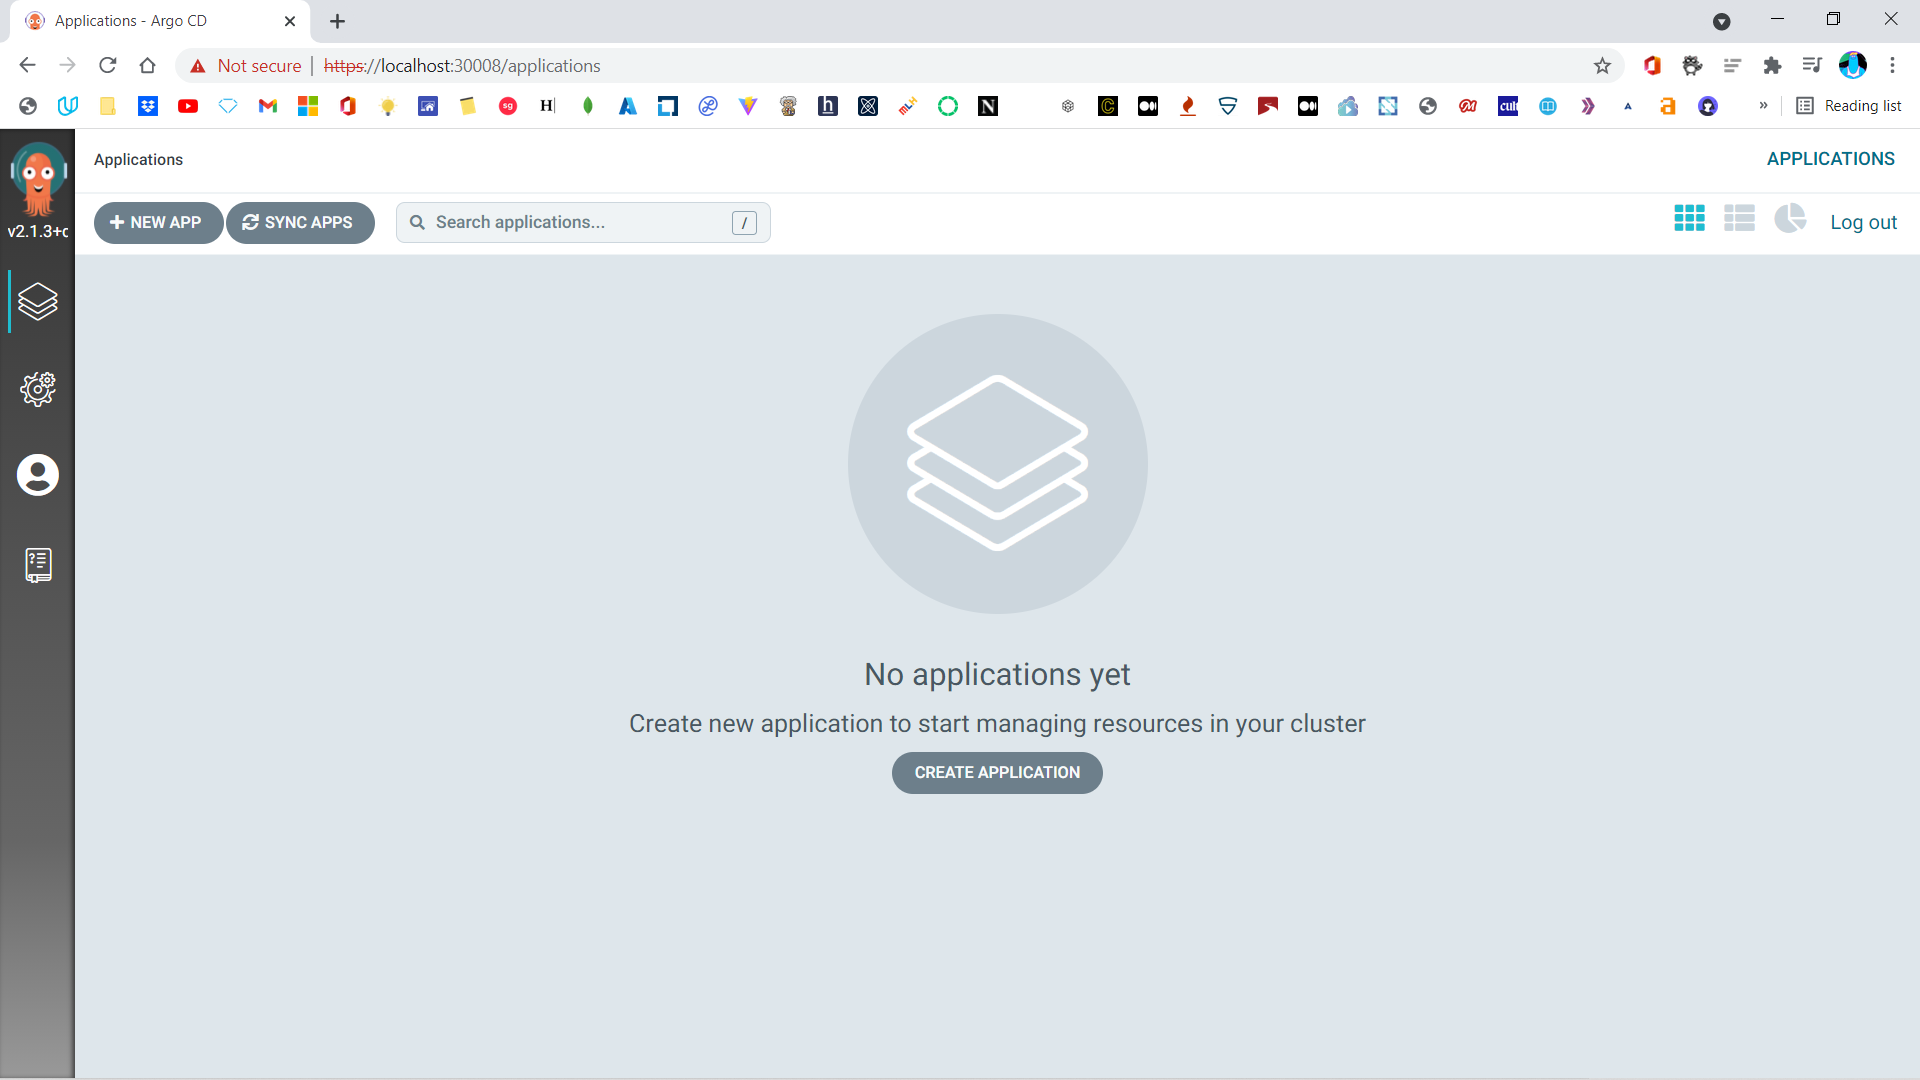 Applications - Argo CD
Not secure
https://localhost:30008/applications
Reading list
Applications
APPLICATIONS
NEW APP
SYNC APPS
Search applications...
/
Log out
v2.1.3+
No applications yet
Create new application to start managing resources in your cluster
CREATE APPLICATION